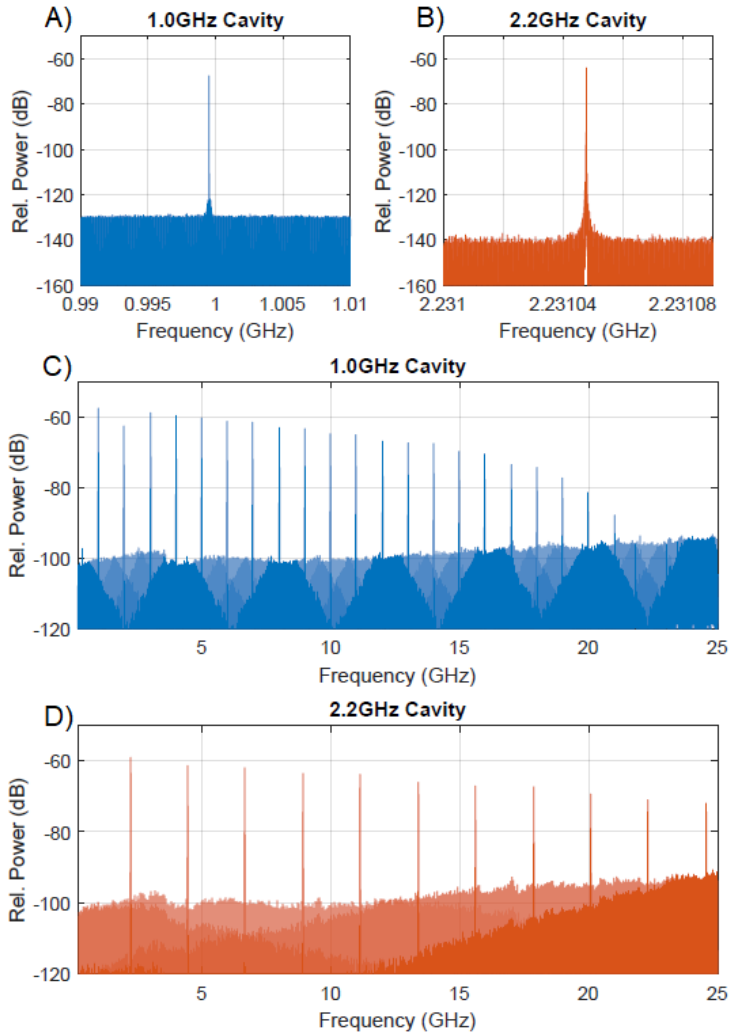 A)
1.0GHz Cavity
Rel. Power (dB)
-60
-80
-100
-120
-140
-160
0.99 0.995 1 1.005 1.01
Frequency (GHz)
B)
2.2GHz Cavity
Rel. Power (dB)
-60
-80
-100
-120
-140
-160
2.231 2.23104 2.23108
Frequency (GHz)
C)
1.0GHz Cavity
Rel. Power (dB)
-60
-80
-100
-120
5 10 15 20 25
Frequency (GHz)
D)
2.2GHz Cavity
Rel. Power (dB)
-60
-80
-100
-120
5 10 15 20 25
Frequency (GHz)